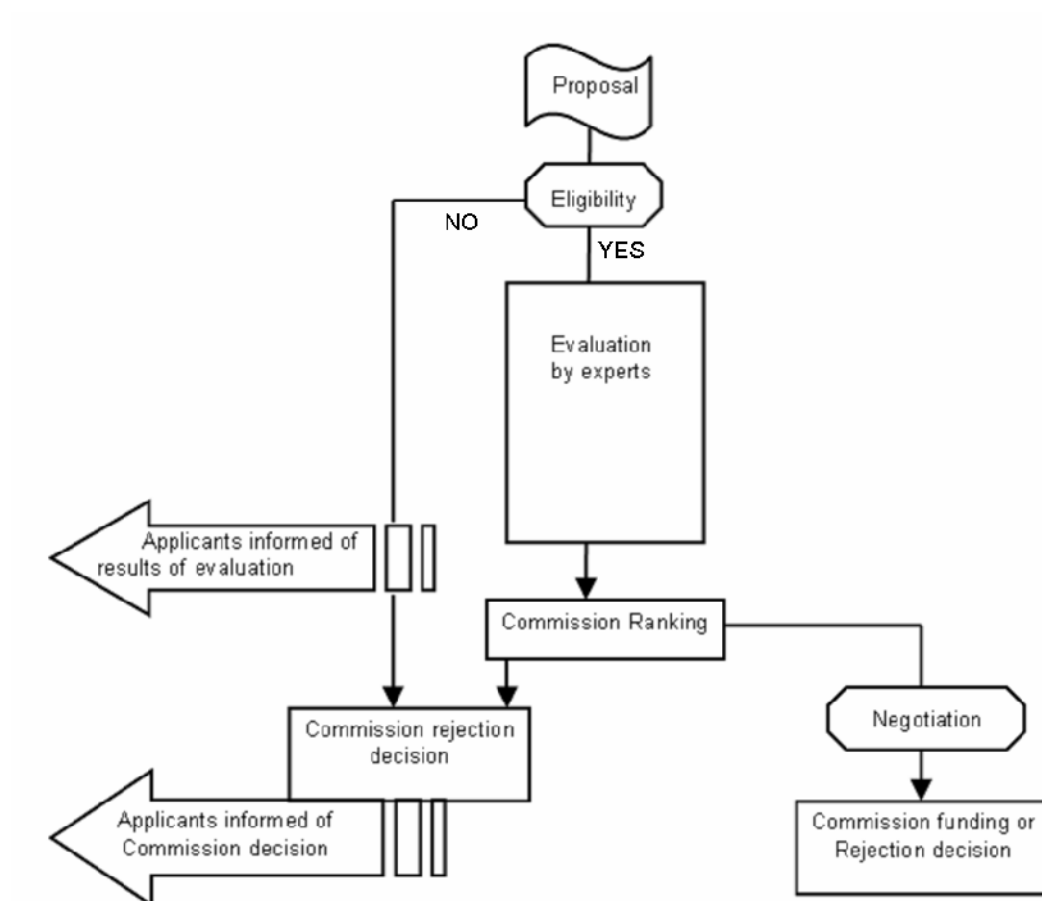 Proposal
Eligibility
NO
YES
Evaluation
by experts
Applicants informed of
results of evaluation
Commission Ranking
Commission rejection
decision
Negotiation
Applicants informed of
Commission decision
Commission funding or
Rejection decision